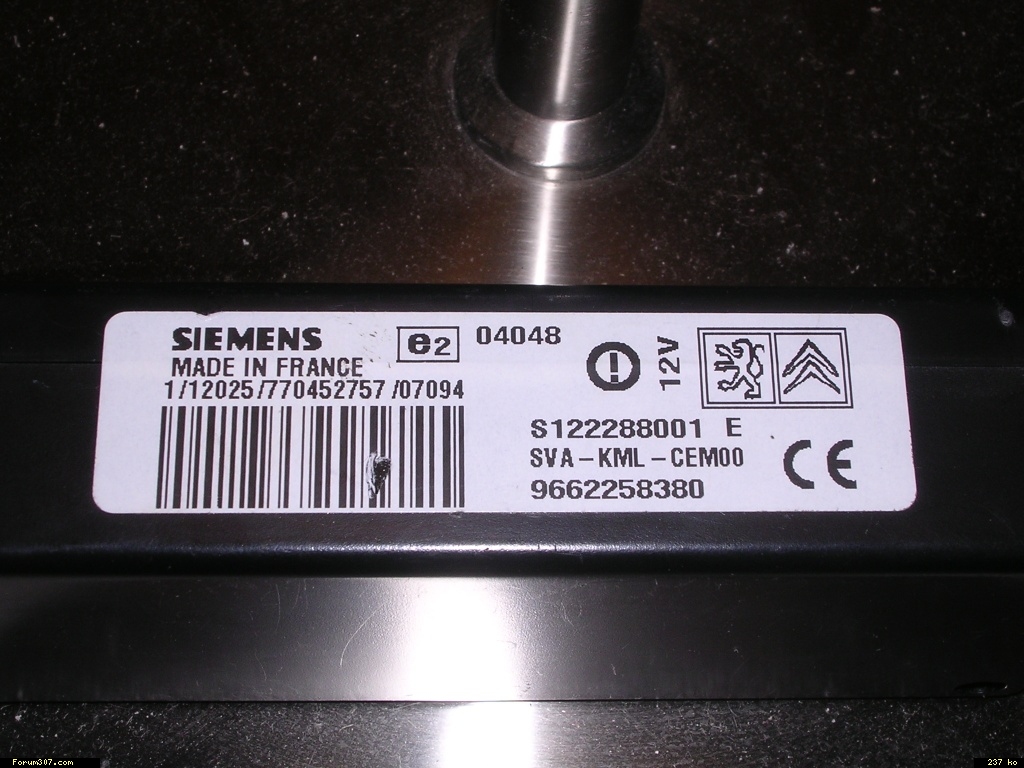 SIEMENS
MADE IN FRANCE
1/12025/770452757/07094
e2 04048
12V
S122288001 E
SVA-KML-CEM00
9662258380
CE
Forum307.com
237 ko